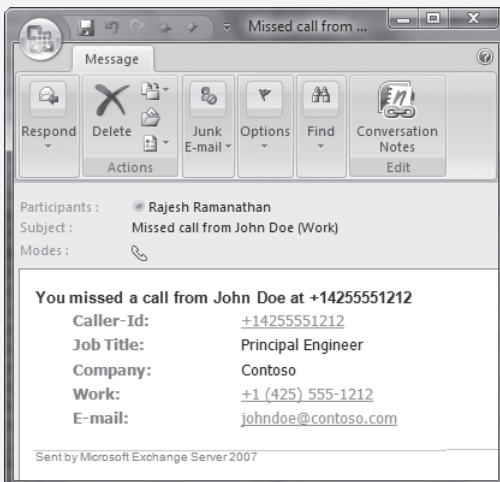 Missed call from ...
Message
Respond
Delete
Actions
Junk
E-mail
Options
Find
Conversation
Notes
Edit
Participants : Rajesh Ramanathan
Subject : Missed call from John Doe (Work)
Modes :
You missed a call from John Doe at +14255551212
Caller-Id: +14255551212
Job Title: Principal Engineer
Company: Contoso
Work: +1 (425) 555-1212
E-mail: johndoe@contoso.com
Sent by Microsoft Exchange Server 2007